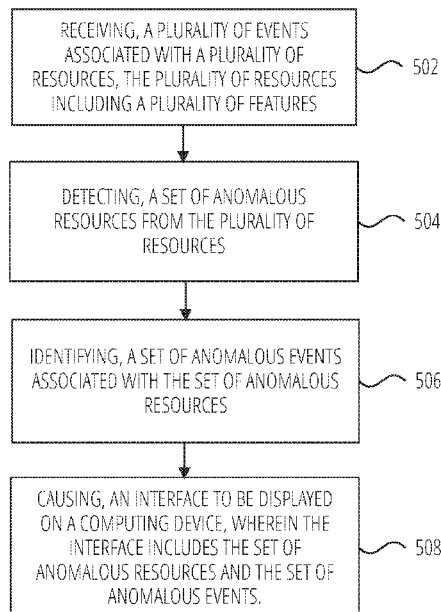 RECEIVING, A PLURALITY OF EVENTS
ASSOCIATED WITH A PLURALITY OF
RESOURCES, THE PLURALITY OF RESOURCES
INCLUDING A PLURALITY OF FEATURES
502
DETECTING, A SET OF ANOMALOUS
RESOURCES FROM THE PLURALITY OF
RESOURCES
504
IDENTIFYING, A SET OF ANOMALOUS EVENTS
ASSOCIATED WITH THE SET OF ANOMALOUS
RESOURCES
506
CAUSING, AN INTERFACE TO BE DISPLAYED
ON A COMPUTING DEVICE, WHEREIN THE
INTERFACE INCLUDES THE SET OF
ANOMALOUS RESOURCES AND THE SET OF
ANOMALOUS EVENTS.
508